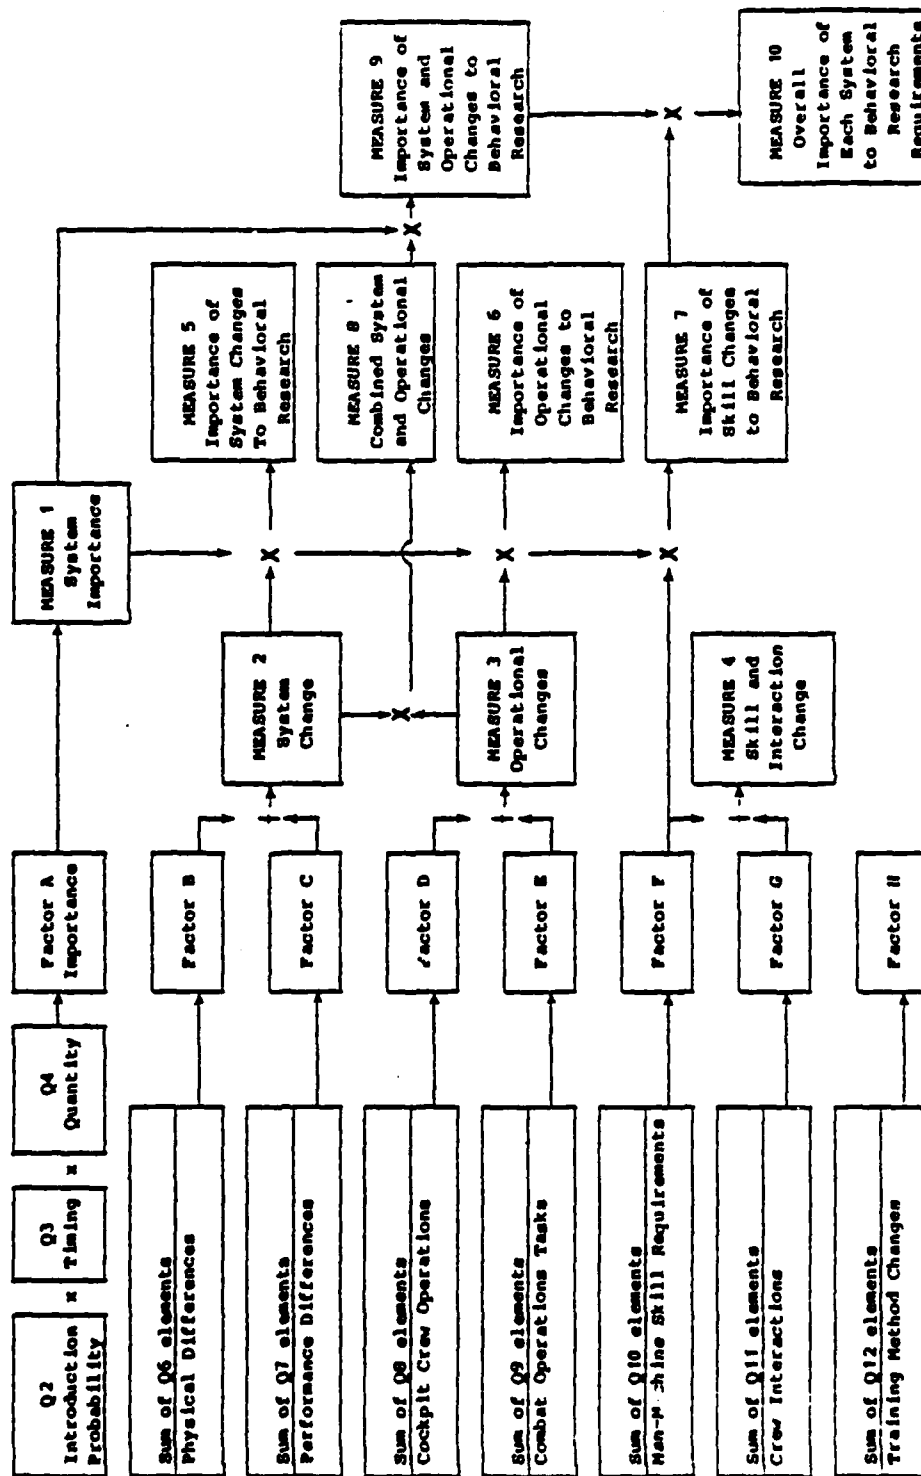 Q2
Introduction
Probability
x
Q3
Timing
x
Q4
Quantity
Factor A
Importance
MEASURE 1
System
Importance
Sum of Q6 elements
Physical Differences
Factor B
Sum of Q7 elements
Performance Differences
Factor C
+
MEASURE 2
System
Change
X
MEASURE 5
Importance of
System Changes
To Behavioral
Research
X
MEASURE 8
Combined System
and Operational
Changes
X
MEASURE 9
Importance of
System and
Operational
Changes to
Behavioral
Research
Sum of Q8 elements
Cockpit Crew Operations
Factor D
Sum of Q9 elements
Combat Operations Tasks
Factor E
+
MEASURE 3
Operational
Changes
X
MEASURE 6
Importance of
Operational
Changes to
Behavioral
Research
Sum of Q10 elements
Man-M chine Skill Requirements
Factor F
X
MEASURE 7
Importance of
Skill Changes
to Behavioral
Research
X
MEASURE 10
Overall
Importance of
Each System
to Behavioral
Research
Requirements
Sum of Q11 elements
Crew Interactions
Factor G
+
MEASURE 4
Skill and
Interaction
Change
Sum of Q12 elements
Training Method Changes
Factor H